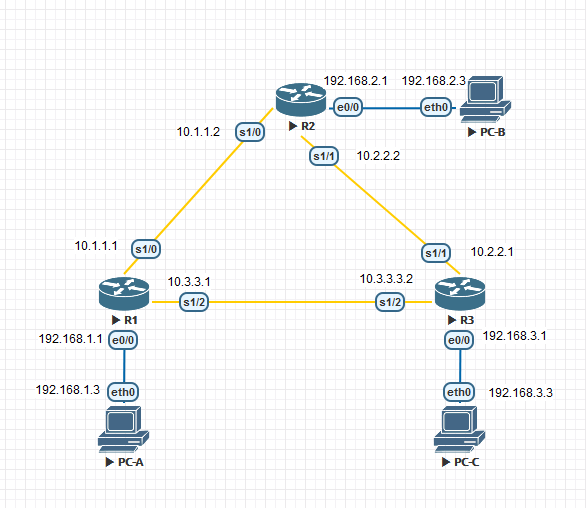 192.168.2.1 192.168.2.3
e0/0 eth0
R2 PC-B
10.1.1.2 s1/0
s1/1 10.2.2.2
10.1.1.1 s1/0
s1/1 10.2.2.1
10.3.3.1 10.3.3.3.2
s1/2 s1/2
R1 R3
192.168.1.1 e0/0
e0/0 192.168.3.1
192.168.1.3 eth0
eth0 192.168.3.3
PC-A PC-C